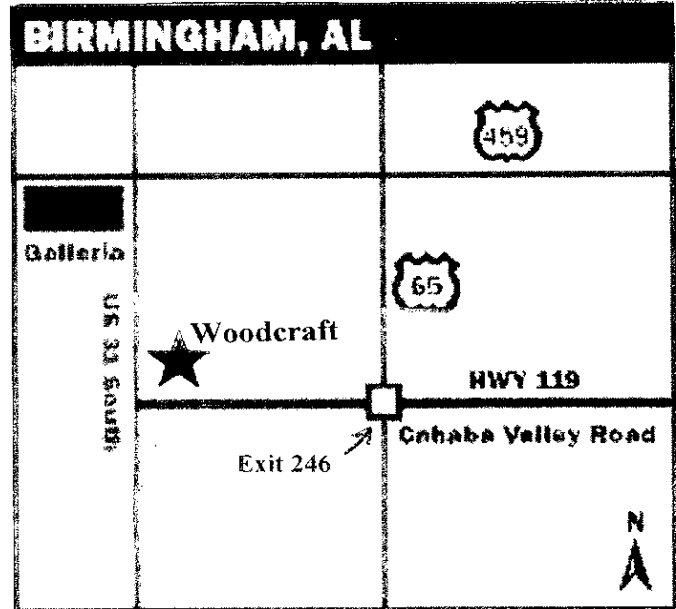 BIRMINGHAM, AL
459
Galleria
65
US 31 South
Woodcraft
HWY 119
Cahaba Valley Road
Exit 246
N